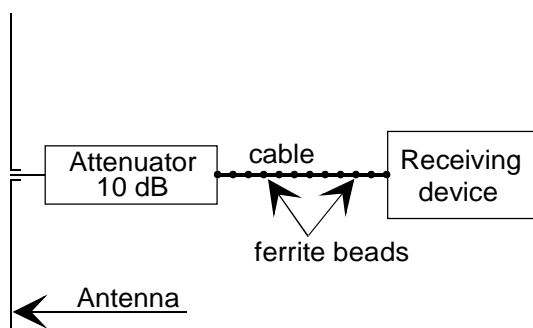 Attenuator
10 dB
cable
Receiving
device
ferrite beads
Antenna